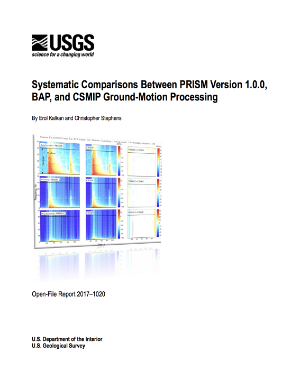 USGS
science for a changing world
Systematic Comparisons Between PRISM Version 1.0.0,
BAP, and CSMIP Ground-Motion Processing
By Erol Kalkan and Christopher Stephens
Open-File Report 2017–1020
U.S. Department of the Interior
U.S. Geological Survey